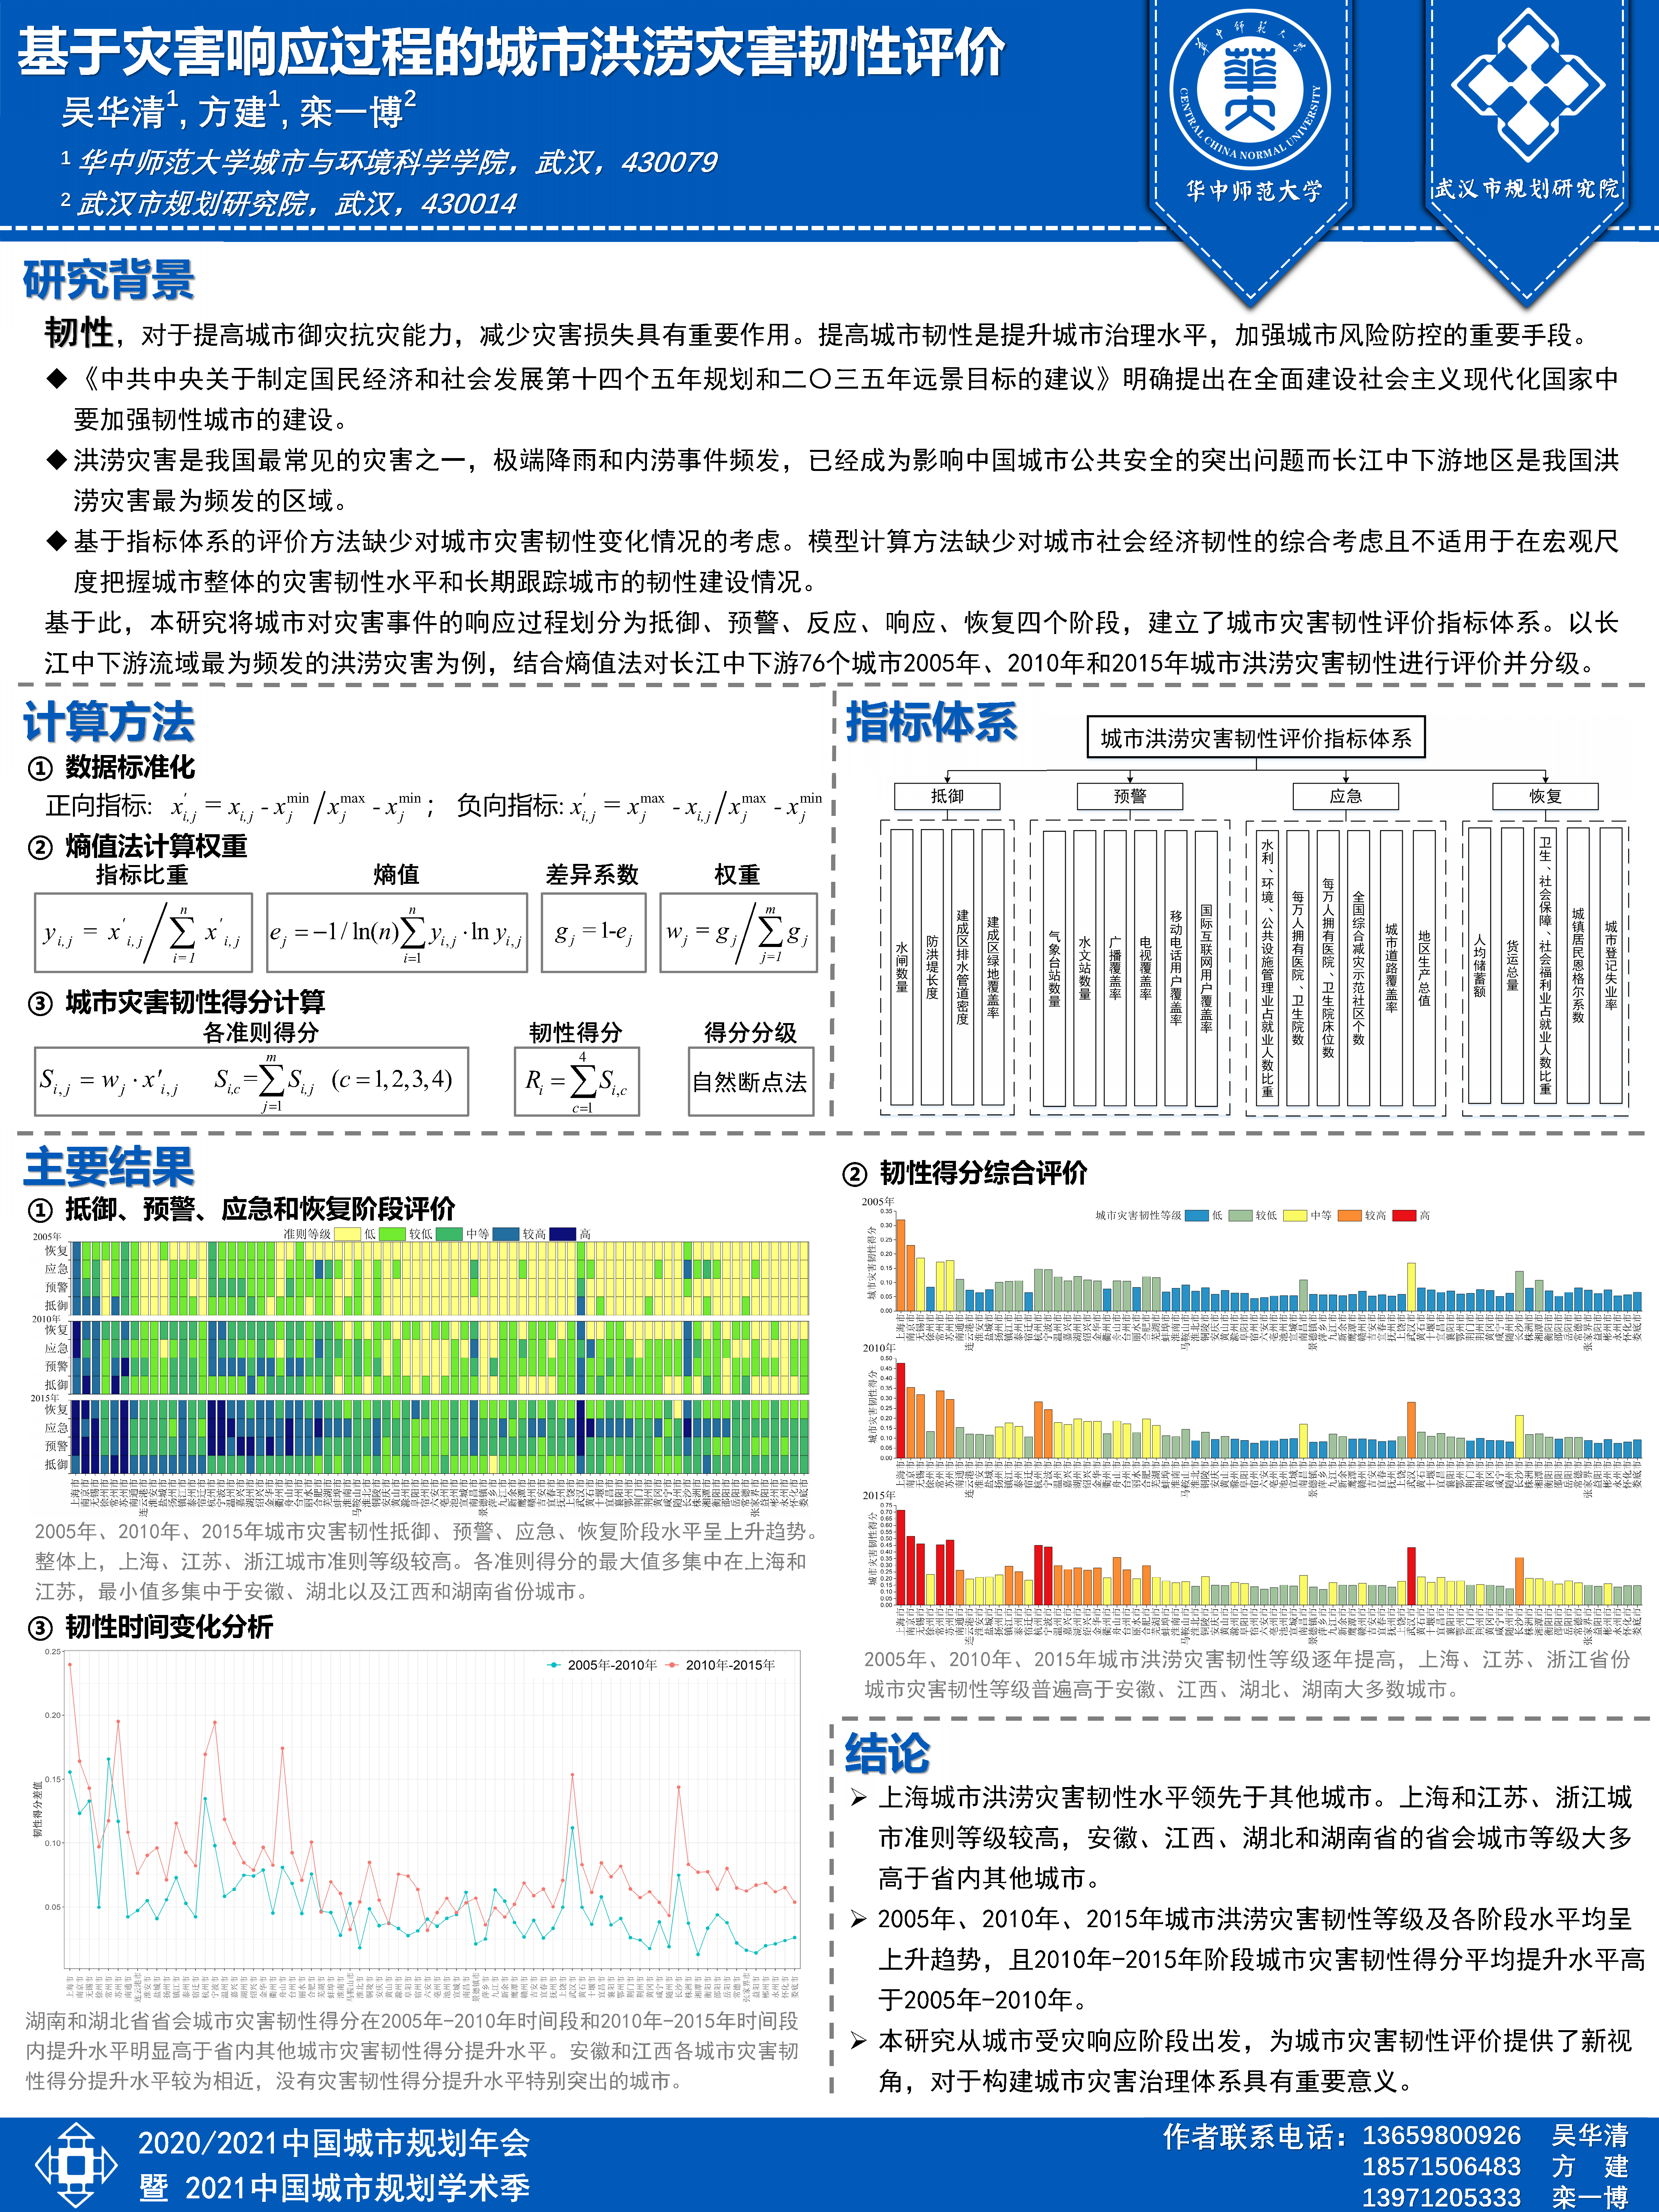 基于灾害响应过程的城市洪涝灾害韧性评价
吴华清1, 方建1, 栾一博2
1 华中师范大学城市与环境科学学院，武汉，430079
2 武汉市规划研究院，武汉，430014
华中师范大学
CENTRAL CHINA NORMAL UNIVERSITY
华中师范大学
武汉市规划研究院
研究背景
韧性，对于提高城市御灾抗灾能力，减少灾害损失具有重要作用。提高城市韧性是提升城市治理水平，加强城市风险防控的重要手段。
◆《中共中央关于制定国民经济和社会发展第十四个五年规划和二〇三五年远景目标的建议》明确提出在全面建设社会主义现代化国家中
要加强韧性城市的建设。
◆洪涝灾害是我国最常见的灾害之一，极端降雨和内涝事件频发，已经成为影响中国城市公共安全的突出问题而长江中下游地区是我国洪
涝灾害最为频发的区域。
◆基于指标体系的评价方法缺少对城市灾害韧性变化情况的考虑。模型计算方法缺少对城市社会经济韧性的综合考虑且不适用于在宏观尺
度把握城市整体的灾害韧性水平和长期跟踪城市的韧性建设情况。
基于此，本研究将城市对灾害事件的响应过程划分为抵御、预警、反应、响应、恢复四个阶段，建立了城市灾害韧性评价指标体系。以长
江中下游流域最为频发的洪涝灾害为例，结合熵值法对长江中下游76个城市2005年、2010年和2015年城市洪涝灾害韧性进行评价并分级。
计算方法
① 数据标准化
正向指标: x′i,j = xi,j - xjmin / xjmax - xjmin ; 负向指标: x′i,j = xjmax - xi,j / xjmax - xjmin
② 熵值法计算权重
指标比重 熵值 差异系数 权重
yi,j = x′i,j / ∑i=1n x′i,j
ej = −1/ ln(n)∑i=1n yi,j · ln yi,j
gj = 1-ej
wj = gj / ∑j=1m gj
③ 城市灾害韧性得分计算
各准则得分 韧性得分 得分分级
Si,j = wj · x′i,j Si,c=∑j=1m Si,j (c = 1,2,3,4)
Ri = ∑c=14 Si,c
自然断点法
指标体系
城市洪涝灾害韧性评价指标体系
抵御 预警 应急 恢复
水闸数量
防洪堤长度
建成区排水管道密度
建成区绿地覆盖率
气象台站数量
水文站数量
广播覆盖率
电视覆盖率
移动电话用户覆盖率
国际互联网用户覆盖率
水利、环境、公共设施管理业占就业人数比重
每万人拥有医院、卫生院数
每万人拥有医院、卫生院床位数
全国综合减灾示范社区个数
城市道路覆盖率
地区生产总值
人均储蓄额
货运总量
卫生、社会保障、社会福利业占就业人数比重
城镇居民恩格尔系数
城市登记失业率
主要结果
① 抵御、预警、应急和恢复阶段评价
准则等级 低 较低 中等 较高 高
2005年
恢复
应急
预警
抵御
2010年
恢复
应急
预警
抵御
2015年
恢复
应急
预警
抵御
2005年、2010年、2015年城市灾害韧性抵御、预警、应急、恢复阶段水平呈上升趋势。
整体上，上海、江苏、浙江城市准则等级较高。各准则得分的最大值多集中在上海和
江苏，最小值多集中于安徽、湖北以及江西和湖南省份城市。
② 韧性得分综合评价
城市灾害韧性等级 低 较低 中等 较高 高
2005年
城市灾害韧性得分
2010年
城市灾害韧性得分
2015年
城市灾害韧性得分
2005年、2010年、2015年城市洪涝灾害韧性等级逐年提高，上海、江苏、浙江省份
城市灾害韧性等级普遍高于安徽、江西、湖北、湖南大多数城市。
③ 韧性时间变化分析
2005年-2010年 2010年-2015年
韧性得分差值
0.25
0.20
0.15
0.10
0.05
湖南和湖北省省会城市灾害韧性得分在2005年-2010年时间段和2010年-2015年时间段
内提升水平明显高于省内其他城市灾害韧性得分提升水平。安徽和江西各城市灾害韧
性得分提升水平较为相近，没有灾害韧性得分提升水平特别突出的城市。
结论
➢ 上海城市洪涝灾害韧性水平领先于其他城市。上海和江苏、浙江城
市准则等级较高，安徽、江西、湖北和湖南省的省会城市等级大多
高于省内其他城市。
➢ 2005年、2010年、2015年城市洪涝灾害韧性等级及各阶段水平均呈
上升趋势，且2010年-2015年阶段城市灾害韧性得分平均提升水平高
于2005年-2010年。
➢ 本研究从城市受灾响应阶段出发，为城市灾害韧性评价提供了新视
角，对于构建城市灾害治理体系具有重要意义。
2020/2021中国城市规划年会
暨 2021中国城市规划学术季
作者联系电话：13659800926 吴华清
18571506483 方 建
13971205333 栾一博